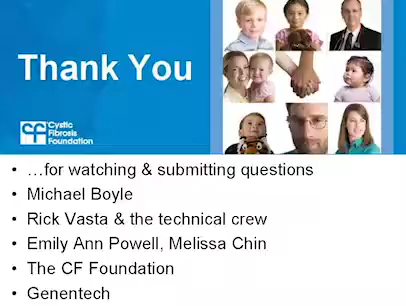 Thank You
CF Cystic
Fibrosis
Foundation
• …for watching & submitting questions
• Michael Boyle
• Rick Vasta & the technical crew
• Emily Ann Powell, Melissa Chin
• The CF Foundation
• Genentech